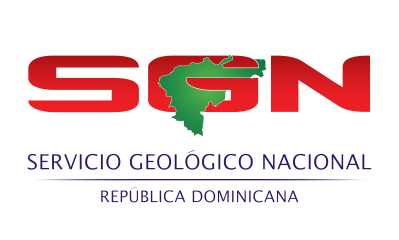 SGN
SERVICIO GEOLÓGICO NACIONAL
REPÚBLICA DOMINICANA